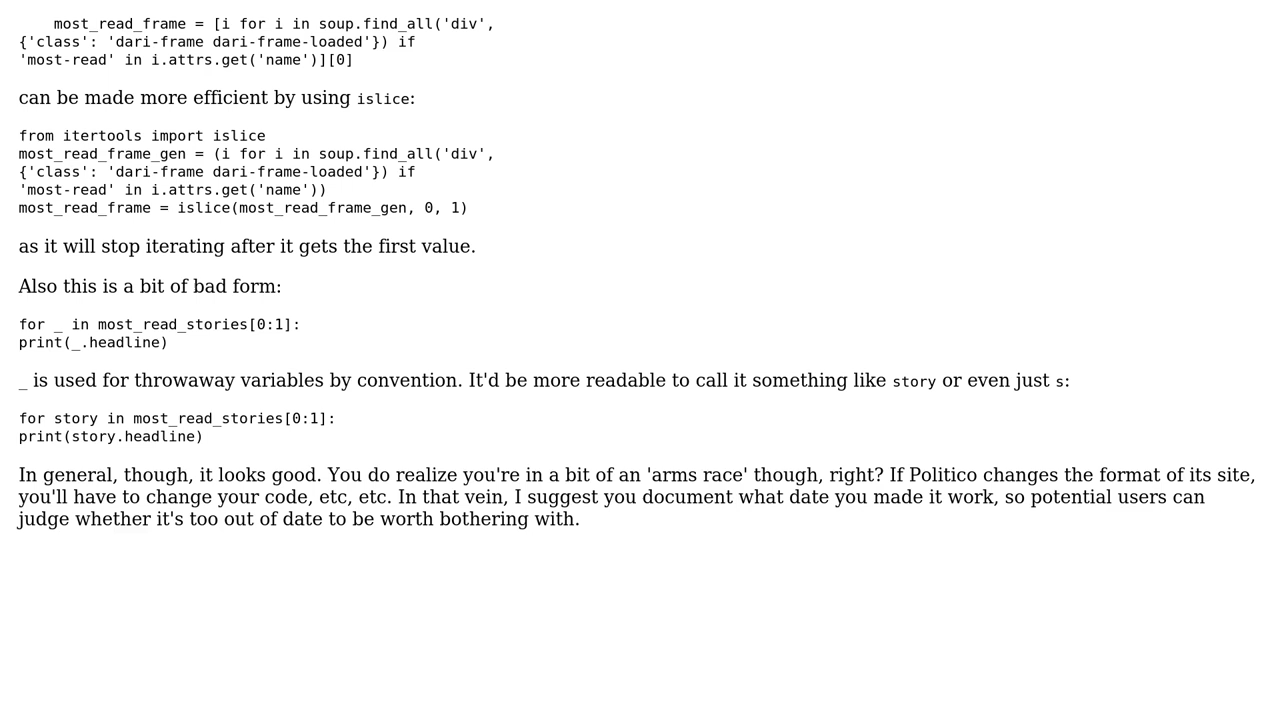 most_read_frame = [i for i in soup.find_all('div',
{'class': 'dari-frame dari-frame-loaded'}) if
'most-read' in i.attrs.get('name')][0]
can be made more efficient by using islice:
from itertools import islice
most_read_frame_gen = (i for i in soup.find_all('div',
{'class': 'dari-frame dari-frame-loaded'}) if
'most-read' in i.attrs.get('name'))
most_read_frame = islice(most_read_frame_gen, 0, 1)
as it will stop iterating after it gets the first value.
Also this is a bit of bad form:
for _ in most_read_stories[0:1]:
print(_.headline)
_ is used for throwaway variables by convention. It'd be more readable to call it something like story or even just s:
for story in most_read_stories[0:1]:
print(story.headline)
In general, though, it looks good. You do realize you're in a bit of an 'arms race' though, right? If Politico changes the format of its site,
you'll have to change your code, etc, etc. In that vein, I suggest you document what date you made it work, so potential users can
judge whether it's too out of date to be worth bothering with.